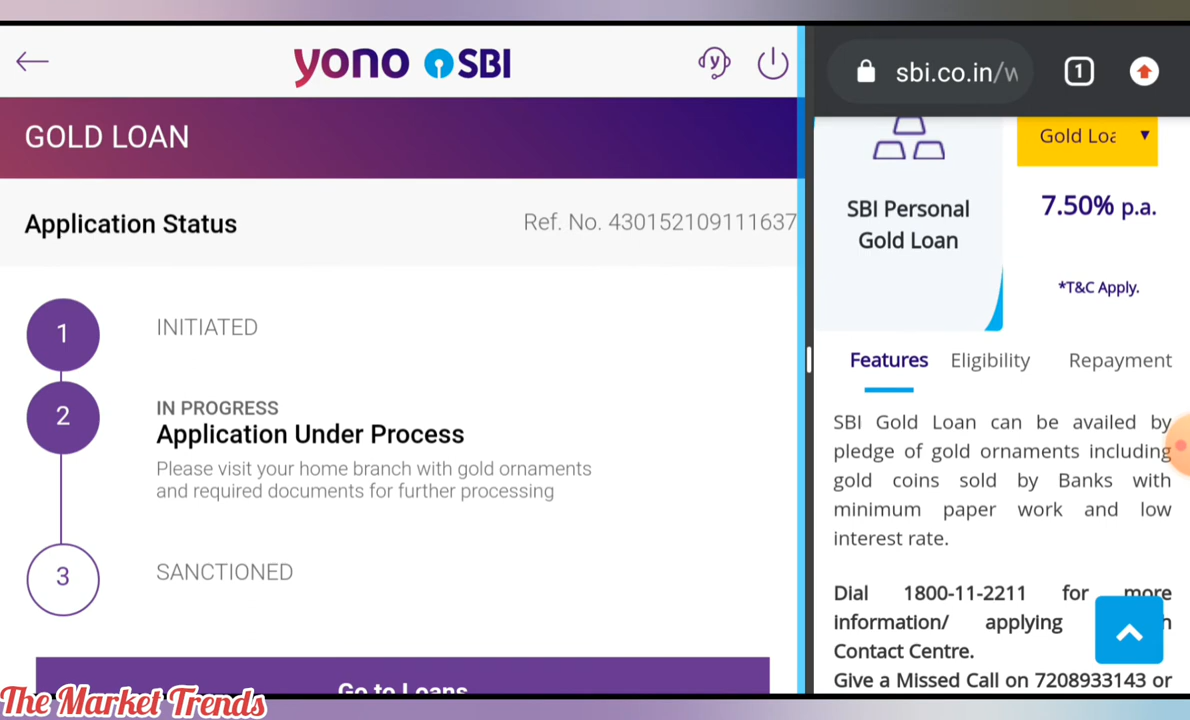 yono SBI
GOLD LOAN
Application Status
Ref. No. 430152109111637
1
INITIATED
2
IN PROGRESS
Application Under Process
Please visit your home branch with gold ornaments
and required documents for further processing
3
SANCTIONED
Go to Loans
The Market Trends
sbi.co.in/w
1
Gold Loa
SBI Personal
Gold Loan
7.50% p.a.
*T&C Apply.
Features Eligibility Repayment
SBI Gold Loan can be availed by
pledge of gold ornaments including
gold coins sold by Banks with
minimum paper work and low
interest rate.
Dial 1800-11-2211 for more
information/ applying
Contact Centre.
Give a Missed Call on 7208933143 or